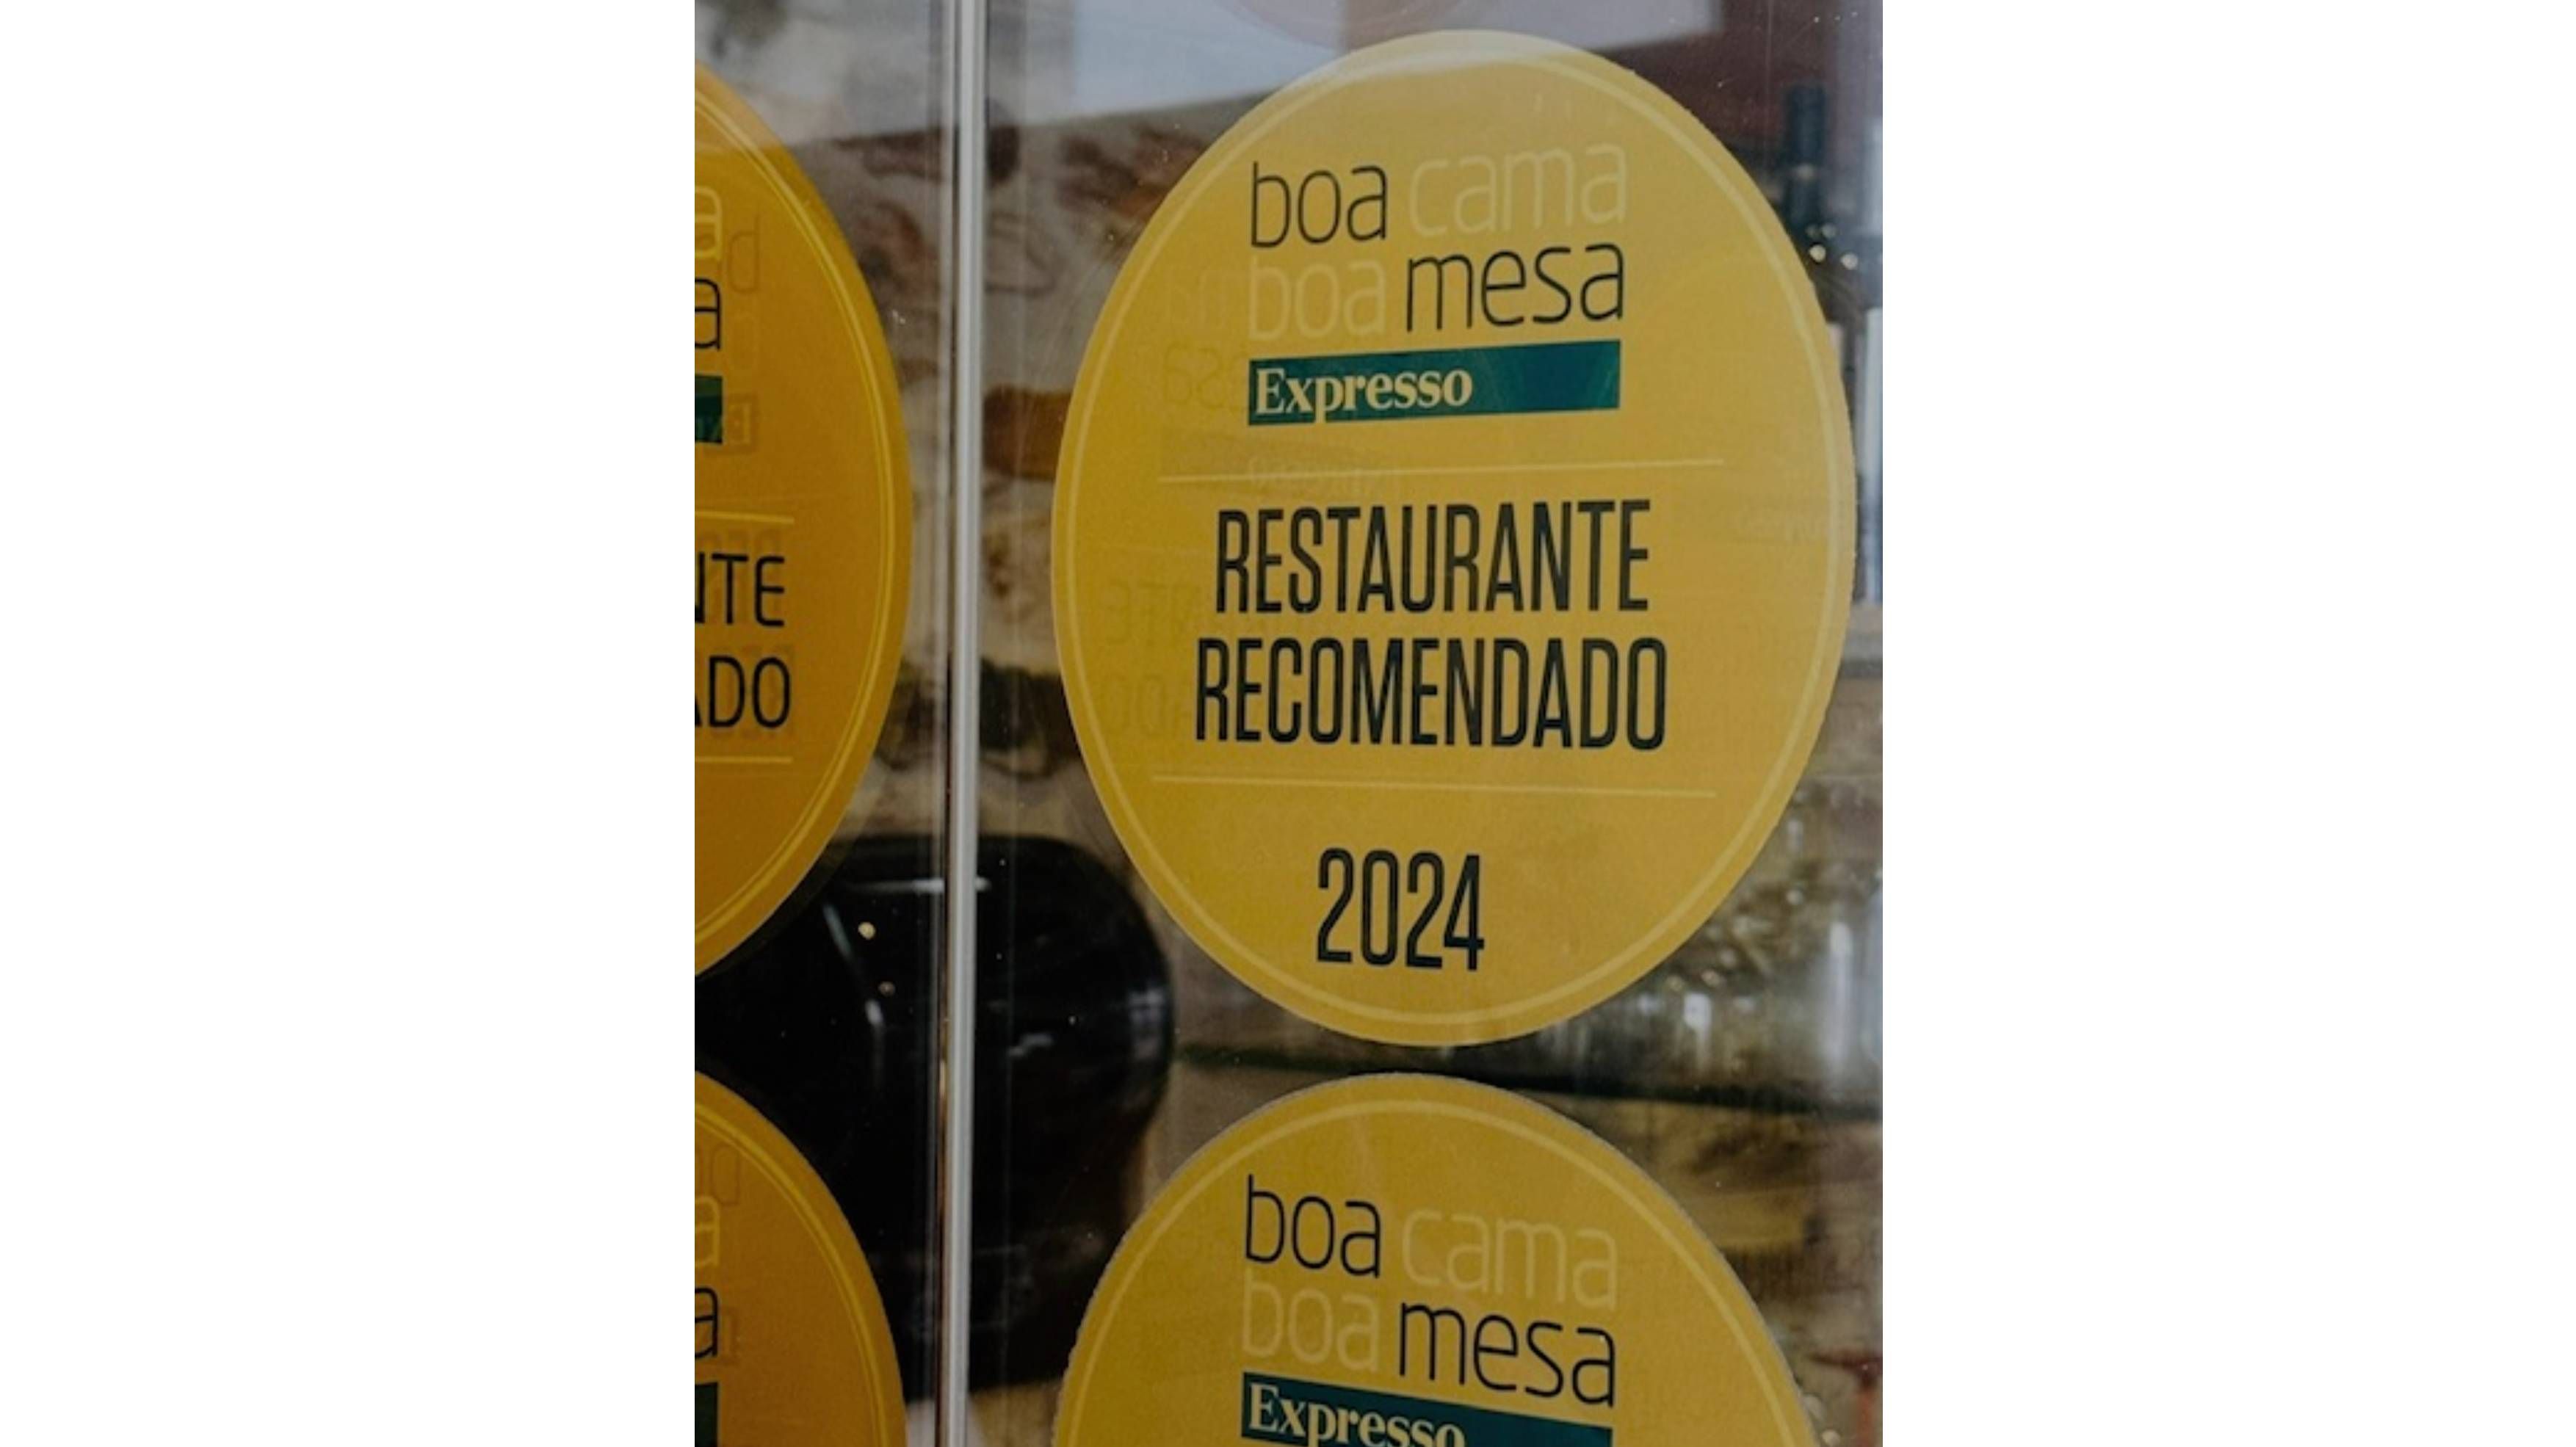 boa cama
boa mesa
Expresso
RESTAURANTE
RECOMENDADO
2024
boa cama
boa mesa
Expresso